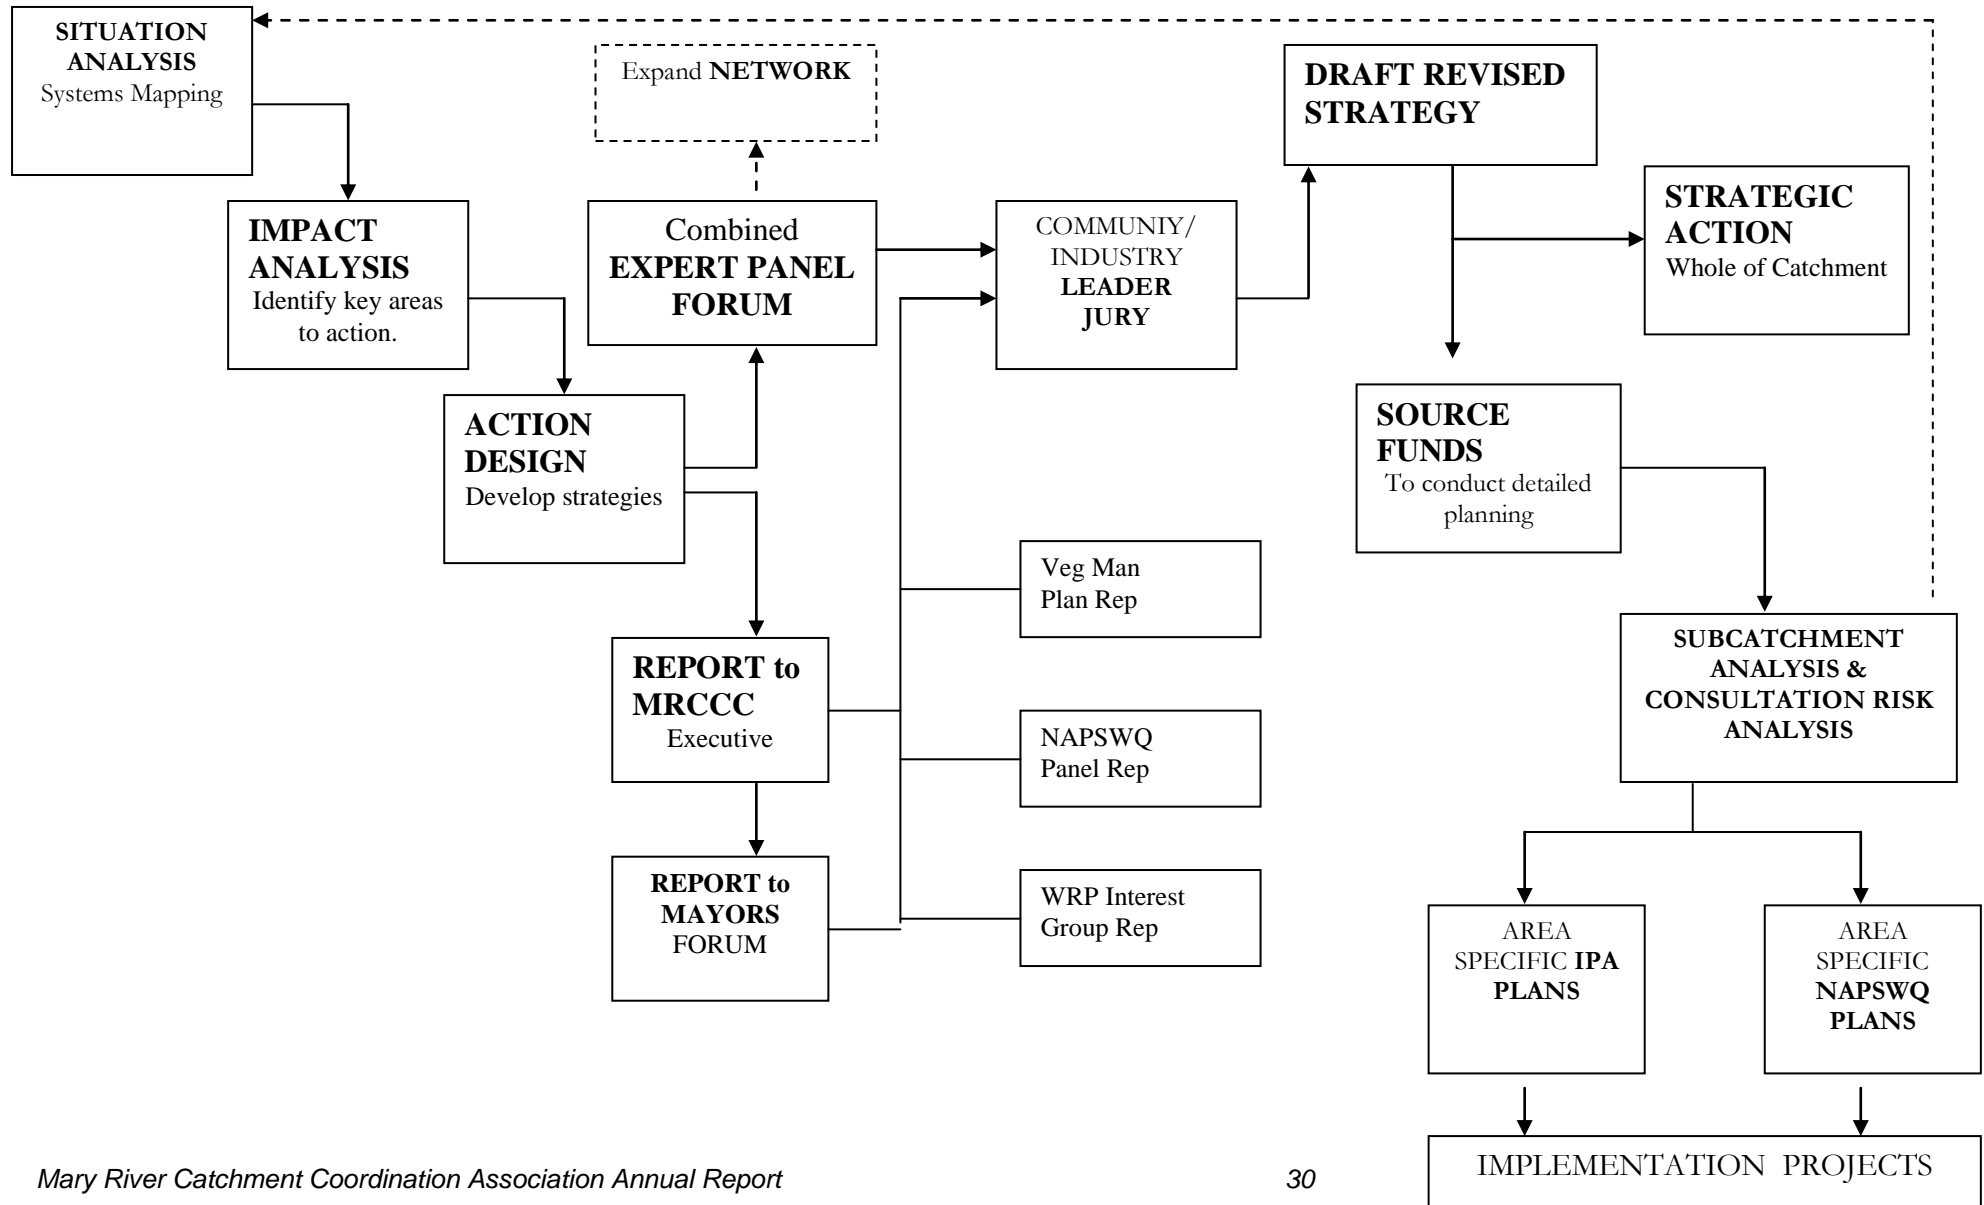 SITUATION
ANALYSIS
Systems Mapping
Expand NETWORK
DRAFT REVISED
STRATEGY
STRATEGIC
ACTION
Whole of Catchment
IMPACT
ANALYSIS
Identify key areas
to action.
Combined
EXPERT PANEL
FORUM
COMMUNIY/
INDUSTRY
LEADER
JURY
ACTION
DESIGN
Develop strategies
SOURCE
FUNDS
To conduct detailed
planning
Veg Man
Plan Rep
REPORT to
MRCCC
Executive
NAPSWQ
Panel Rep
SUBCATCHMENT
ANALYSIS &
CONSULTATION RISK
ANALYSIS
REPORT to
MAYORS
FORUM
WRP Interest
Group Rep
AREA
SPECIFIC IPA
PLANS
AREA
SPECIFIC
NAPSWQ
PLANS
IMPLEMENTATION PROJECTS
Mary River Catchment Coordination Association Annual Report 30